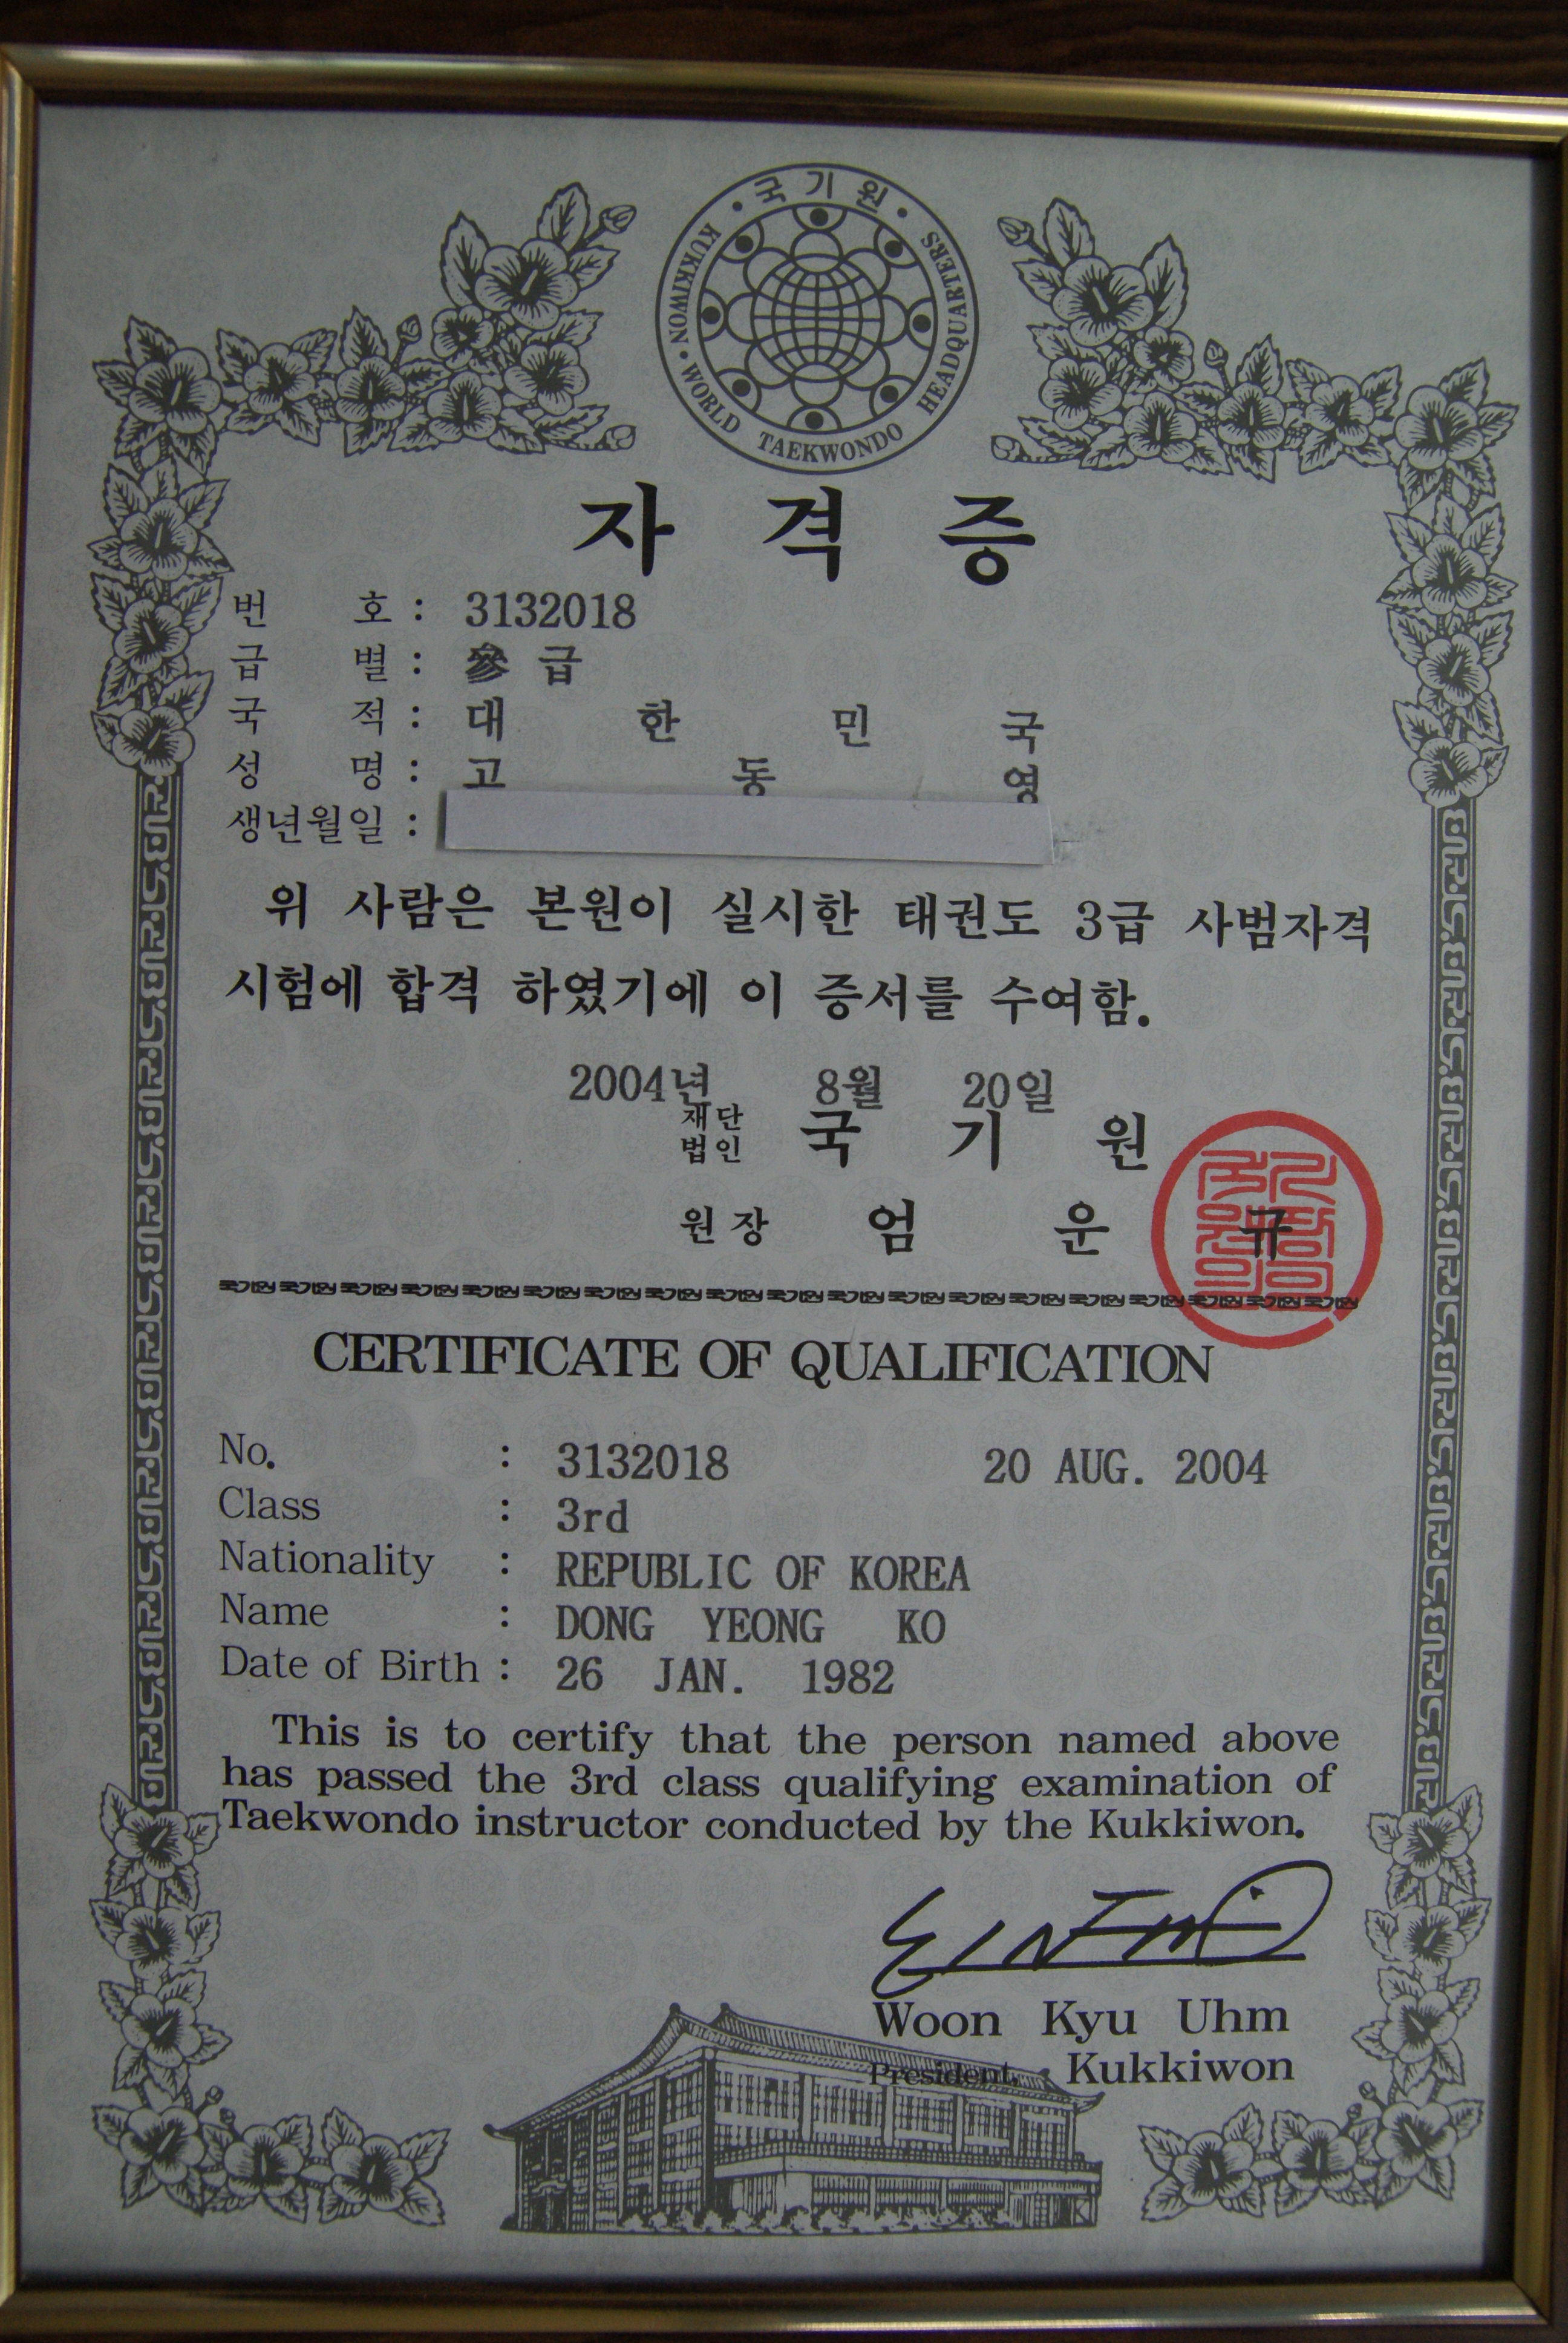 국기원
KUKKIWON · WORLD TAEKWONDO HEADQUARTERS
자 격 증
번 호 : 3132018
급 별 : 參 급
국 적 : 대 한 민 국
성 명 : 고 동 영
생년월일 :
위 사람은 본원이 실시한 태권도 3급 사범자격
시험에 합격 하였기에 이 증서를 수여함.
2004년 8월 20일
재단법인 국 기 원
원장 엄 운 규
CERTIFICATE OF QUALIFICATION
No. : 3132018 20 AUG. 2004
Class : 3rd
Nationality : REPUBLIC OF KOREA
Name : DONG YEONG KO
Date of Birth : 26 JAN. 1982
This is to certify that the person named above
has passed the 3rd class qualifying examination of
Taekwondo instructor conducted by the Kukkiwon.
Woon Kyu Uhm
President, Kukkiwon